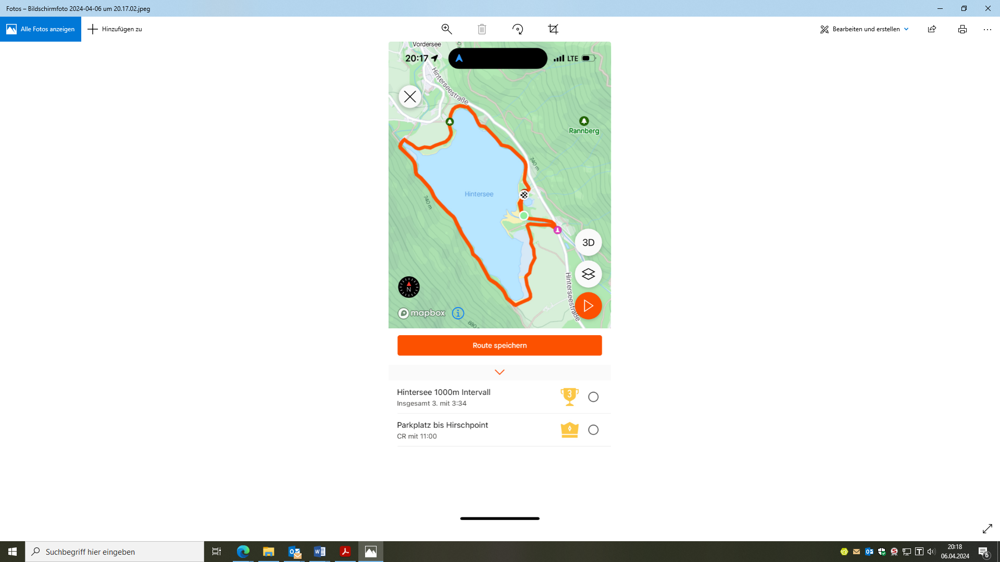 Fotos – Bildschirmfoto 2024-04-06 um 20.17.02.jpeg
Alle Fotos anzeigen
Hinzufügen zu
Bearbeiten und erstellen
Vordersee
20:17
LTE
Hinterseestraße
Rannberg
740 m
Hintersee
740 m
3D
N
Hinterseestraße
mapbox
i
880
Route speichern
Hintersee 1000m Intervall
3
Insgesamt 3. mit 3:34
Parkplatz bis Hirschpoint
CR mit 11:00
Suchbegriff hier eingeben
20:18
06.04.2024
6